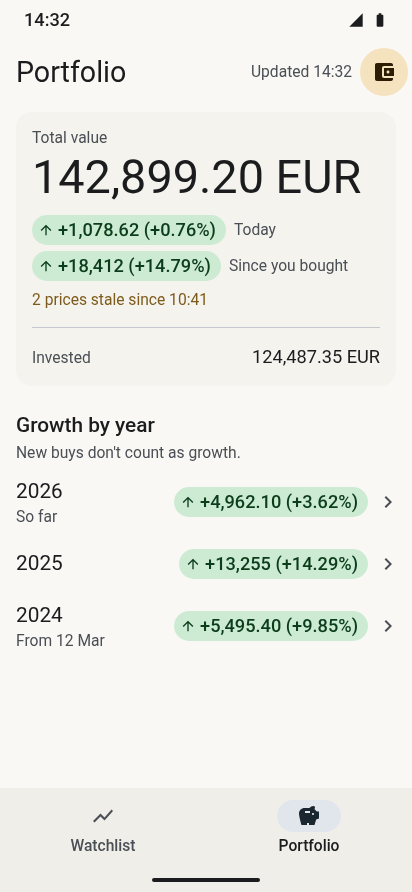 14:32
Portfolio
Updated 14:32
Total value
142,899.20 EUR
+1,078.62 (+0.76%) Today
+18,412 (+14.79%) Since you bought
2 prices stale since 10:41
Invested 124,487.35 EUR
Growth by year
New buys don't count as growth.
2026
So far
+4,962.10 (+3.62%)
2025
+13,255 (+14.29%)
2024
From 12 Mar
+5,495.40 (+9.85%)
Watchlist
Portfolio